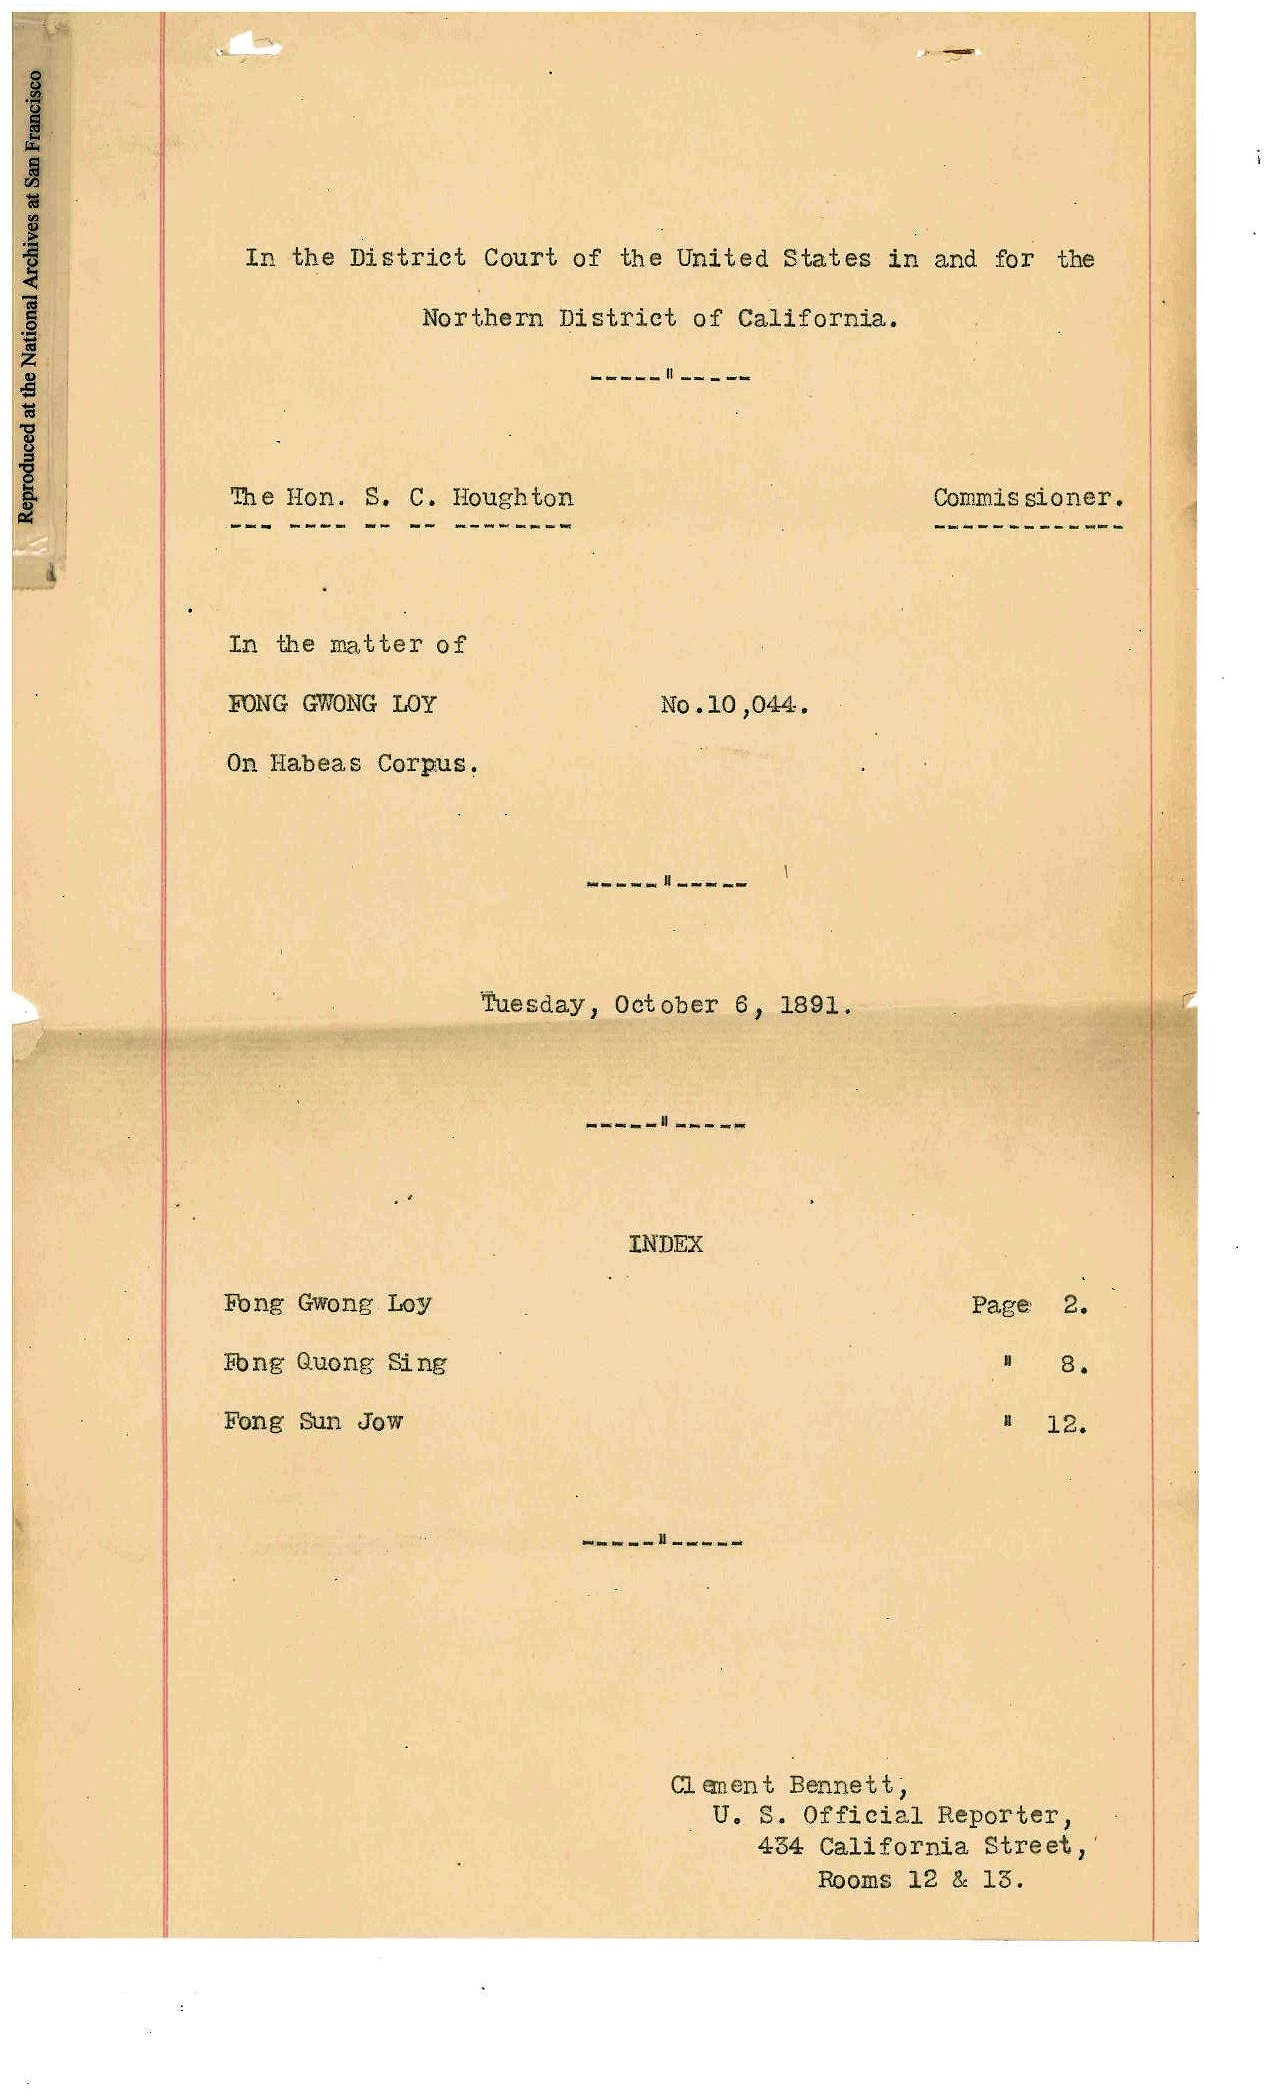 Reproduced at the National Archives at San Francisco
In the District Court of the United States in and for the
Northern District of California.
-----"-----
The Hon. S. C. Houghton Commissioner.
--- ---- -- -- -------- -------------
In the matter of
FONG GWONG LOY No.10,044.
On Habeas Corpus.
-----"-----
Tuesday, October 6, 1891.
-----"-----
INDEX
Fong Gwong Loy Page 2.
Fong Quong Sing " 8.
Fong Sun Jow " 12.
-----"-----
Clement Bennett,
U. S. Official Reporter,
434 California Street,
Rooms 12 & 13.